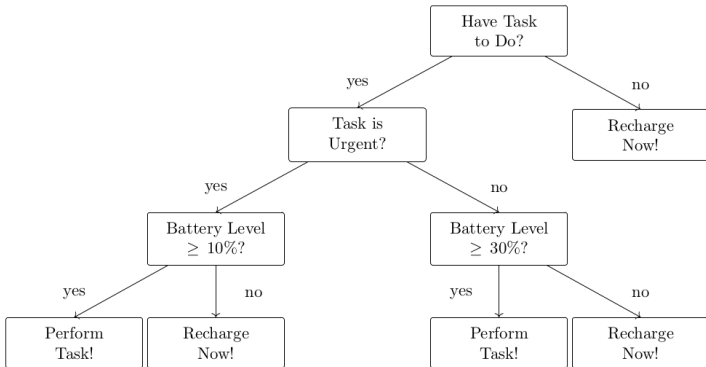 Have Task
to Do?
yes
no
Task is
Urgent?
Recharge
Now!
yes
no
Battery Level
≥ 10%?
Battery Level
≥ 30%?
yes
no
yes
no
Perform
Task!
Recharge
Now!
Perform
Task!
Recharge
Now!